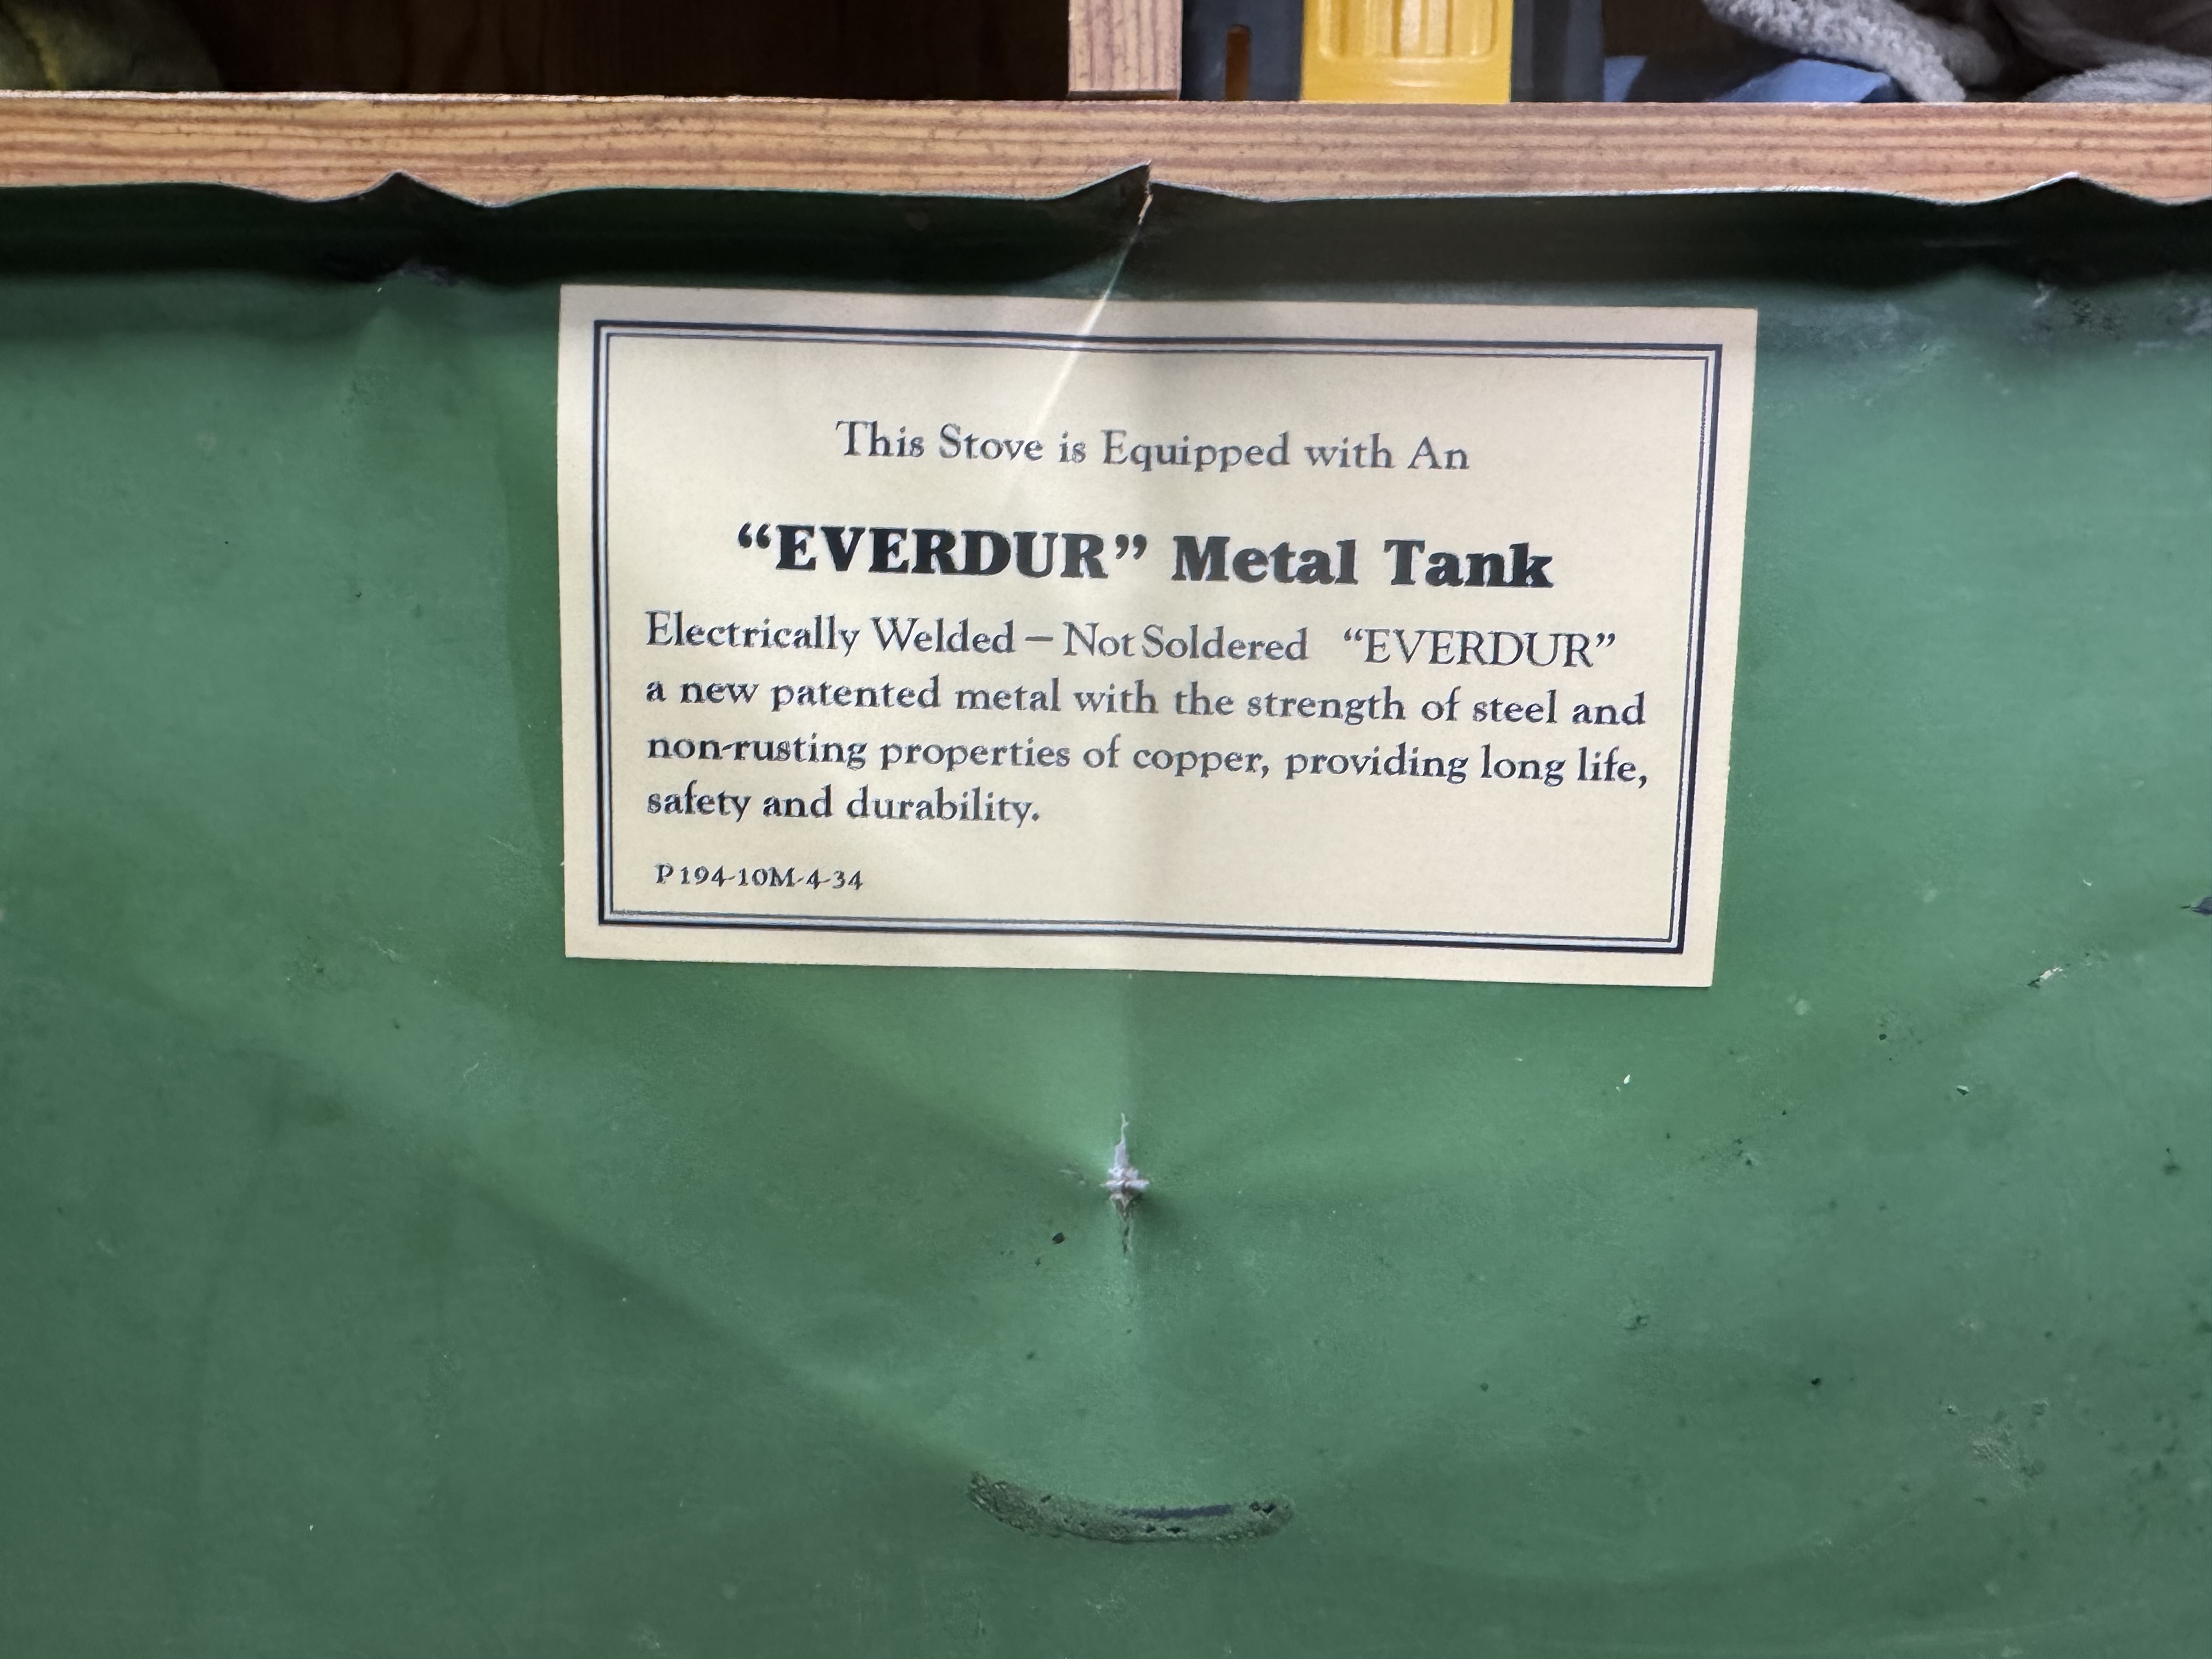 This Stove is Equipped with An
“EVERDUR” Metal Tank
Electrically Welded – Not Soldered “EVERDUR”
a new patented metal with the strength of steel and
non-rusting properties of copper, providing long life,
safety and durability.
P194-10M-4-34